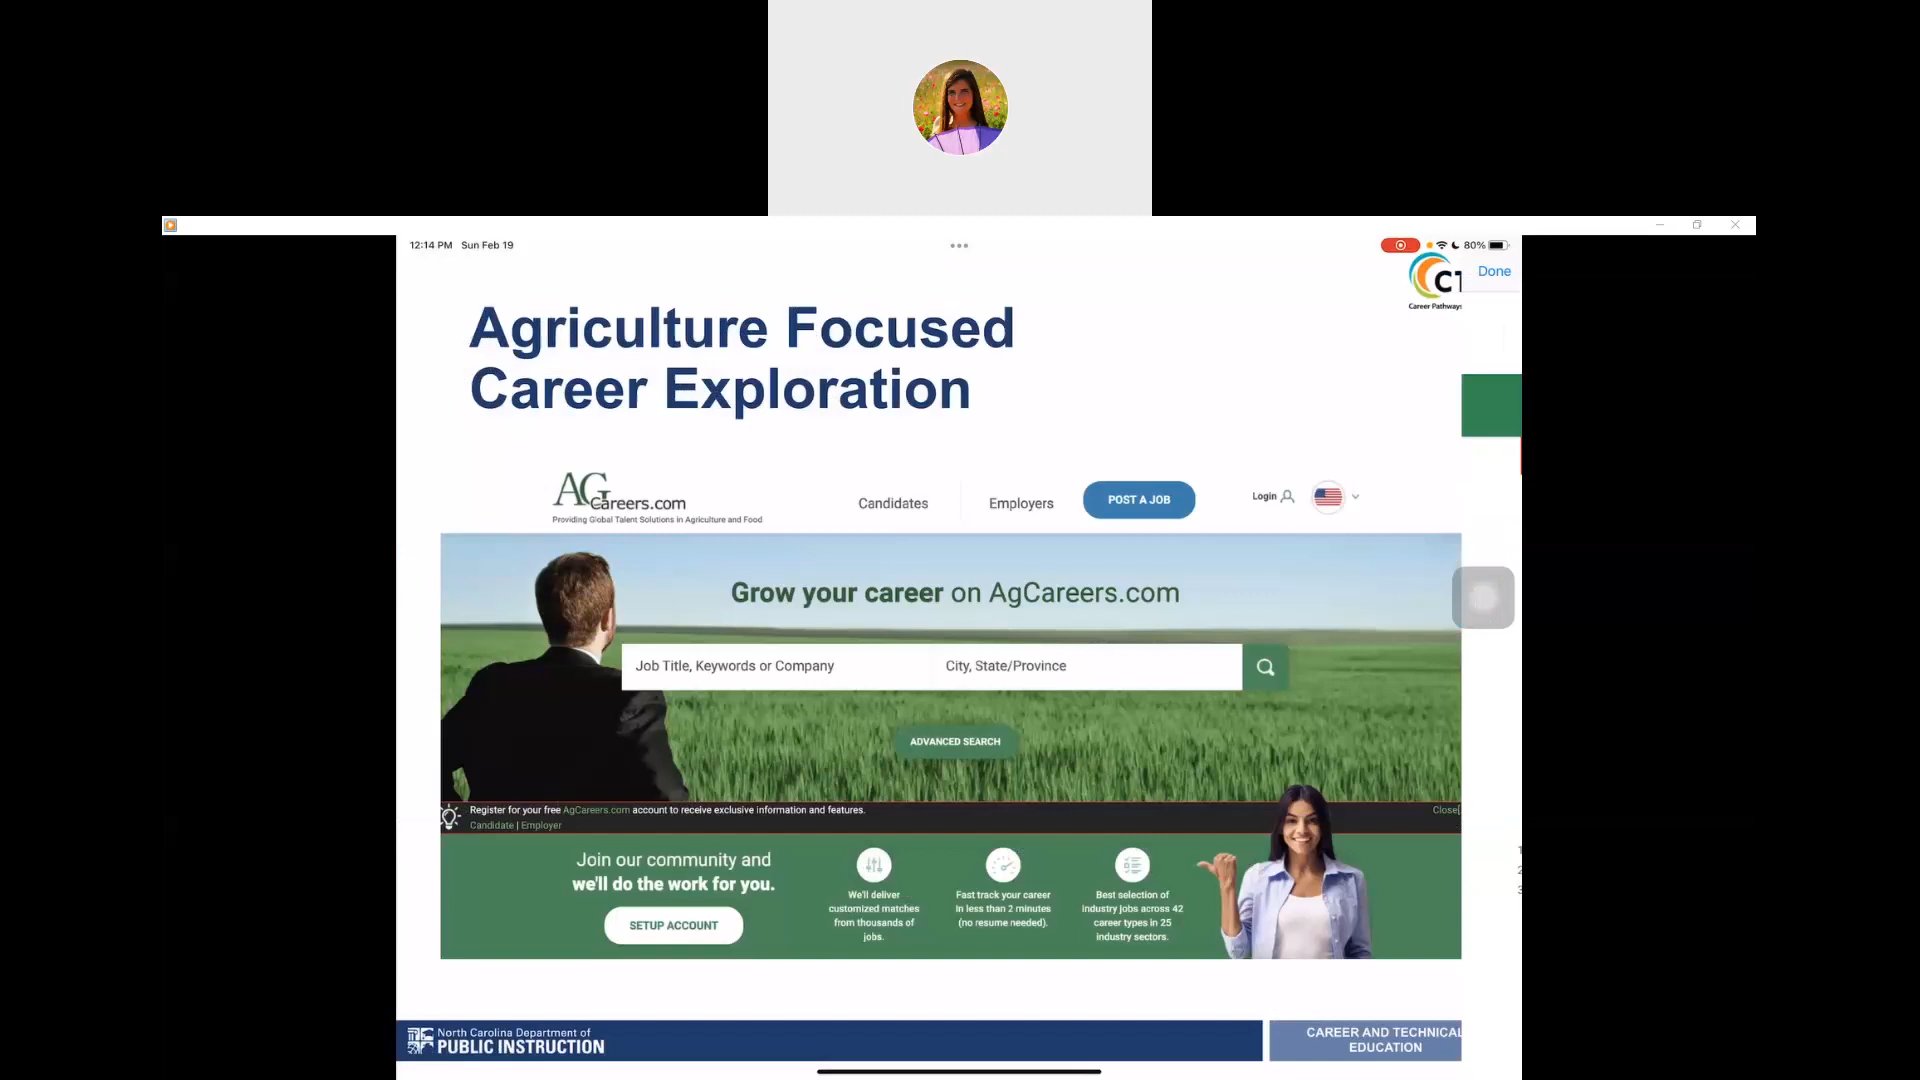 12:14 PM Sun Feb 19
80%
Done
Career Pathways
Agriculture Focused
Career Exploration
AGCareers.com
Providing Global Talent Solutions in Agriculture and Food
Candidates
Employers
POST A JOB
Login
Grow your career on AgCareers.com
Job Title, Keywords or Company
City, State/Province
ADVANCED SEARCH
Register for your free AgCareers.com account to receive exclusive information and features.
Close[
Candidate | Employer
Join our community and
we'll do the work for you.
SETUP ACCOUNT
We'll deliver
customized matches
from thousands of
jobs.
Fast track your career
in less than 2 minutes
(no resume needed).
Best selection of
industry jobs across 42
career types in 25
industry sectors.
North Carolina Department of
PUBLIC INSTRUCTION
CAREER AND TECHNICAL
EDUCATION